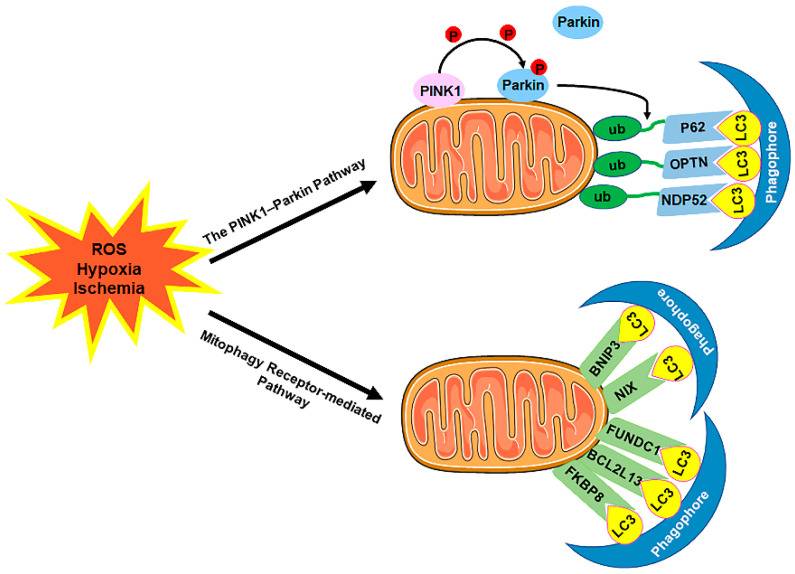 Parkin
P
P
P
PINK1
Parkin
ub
P62
LC3
ub
OPTN
LC3
ub
NDP52
LC3
Phagophore
The PINK1–Parkin Pathway
ROS
Hypoxia
Ischemia
Mitophagy Receptor-mediated
Pathway
BNIP3
LC3
NIX
LC3
Phagophore
FUNDC1
LC3
BCL2L13
LC3
FKBP8
LC3
Phagophore